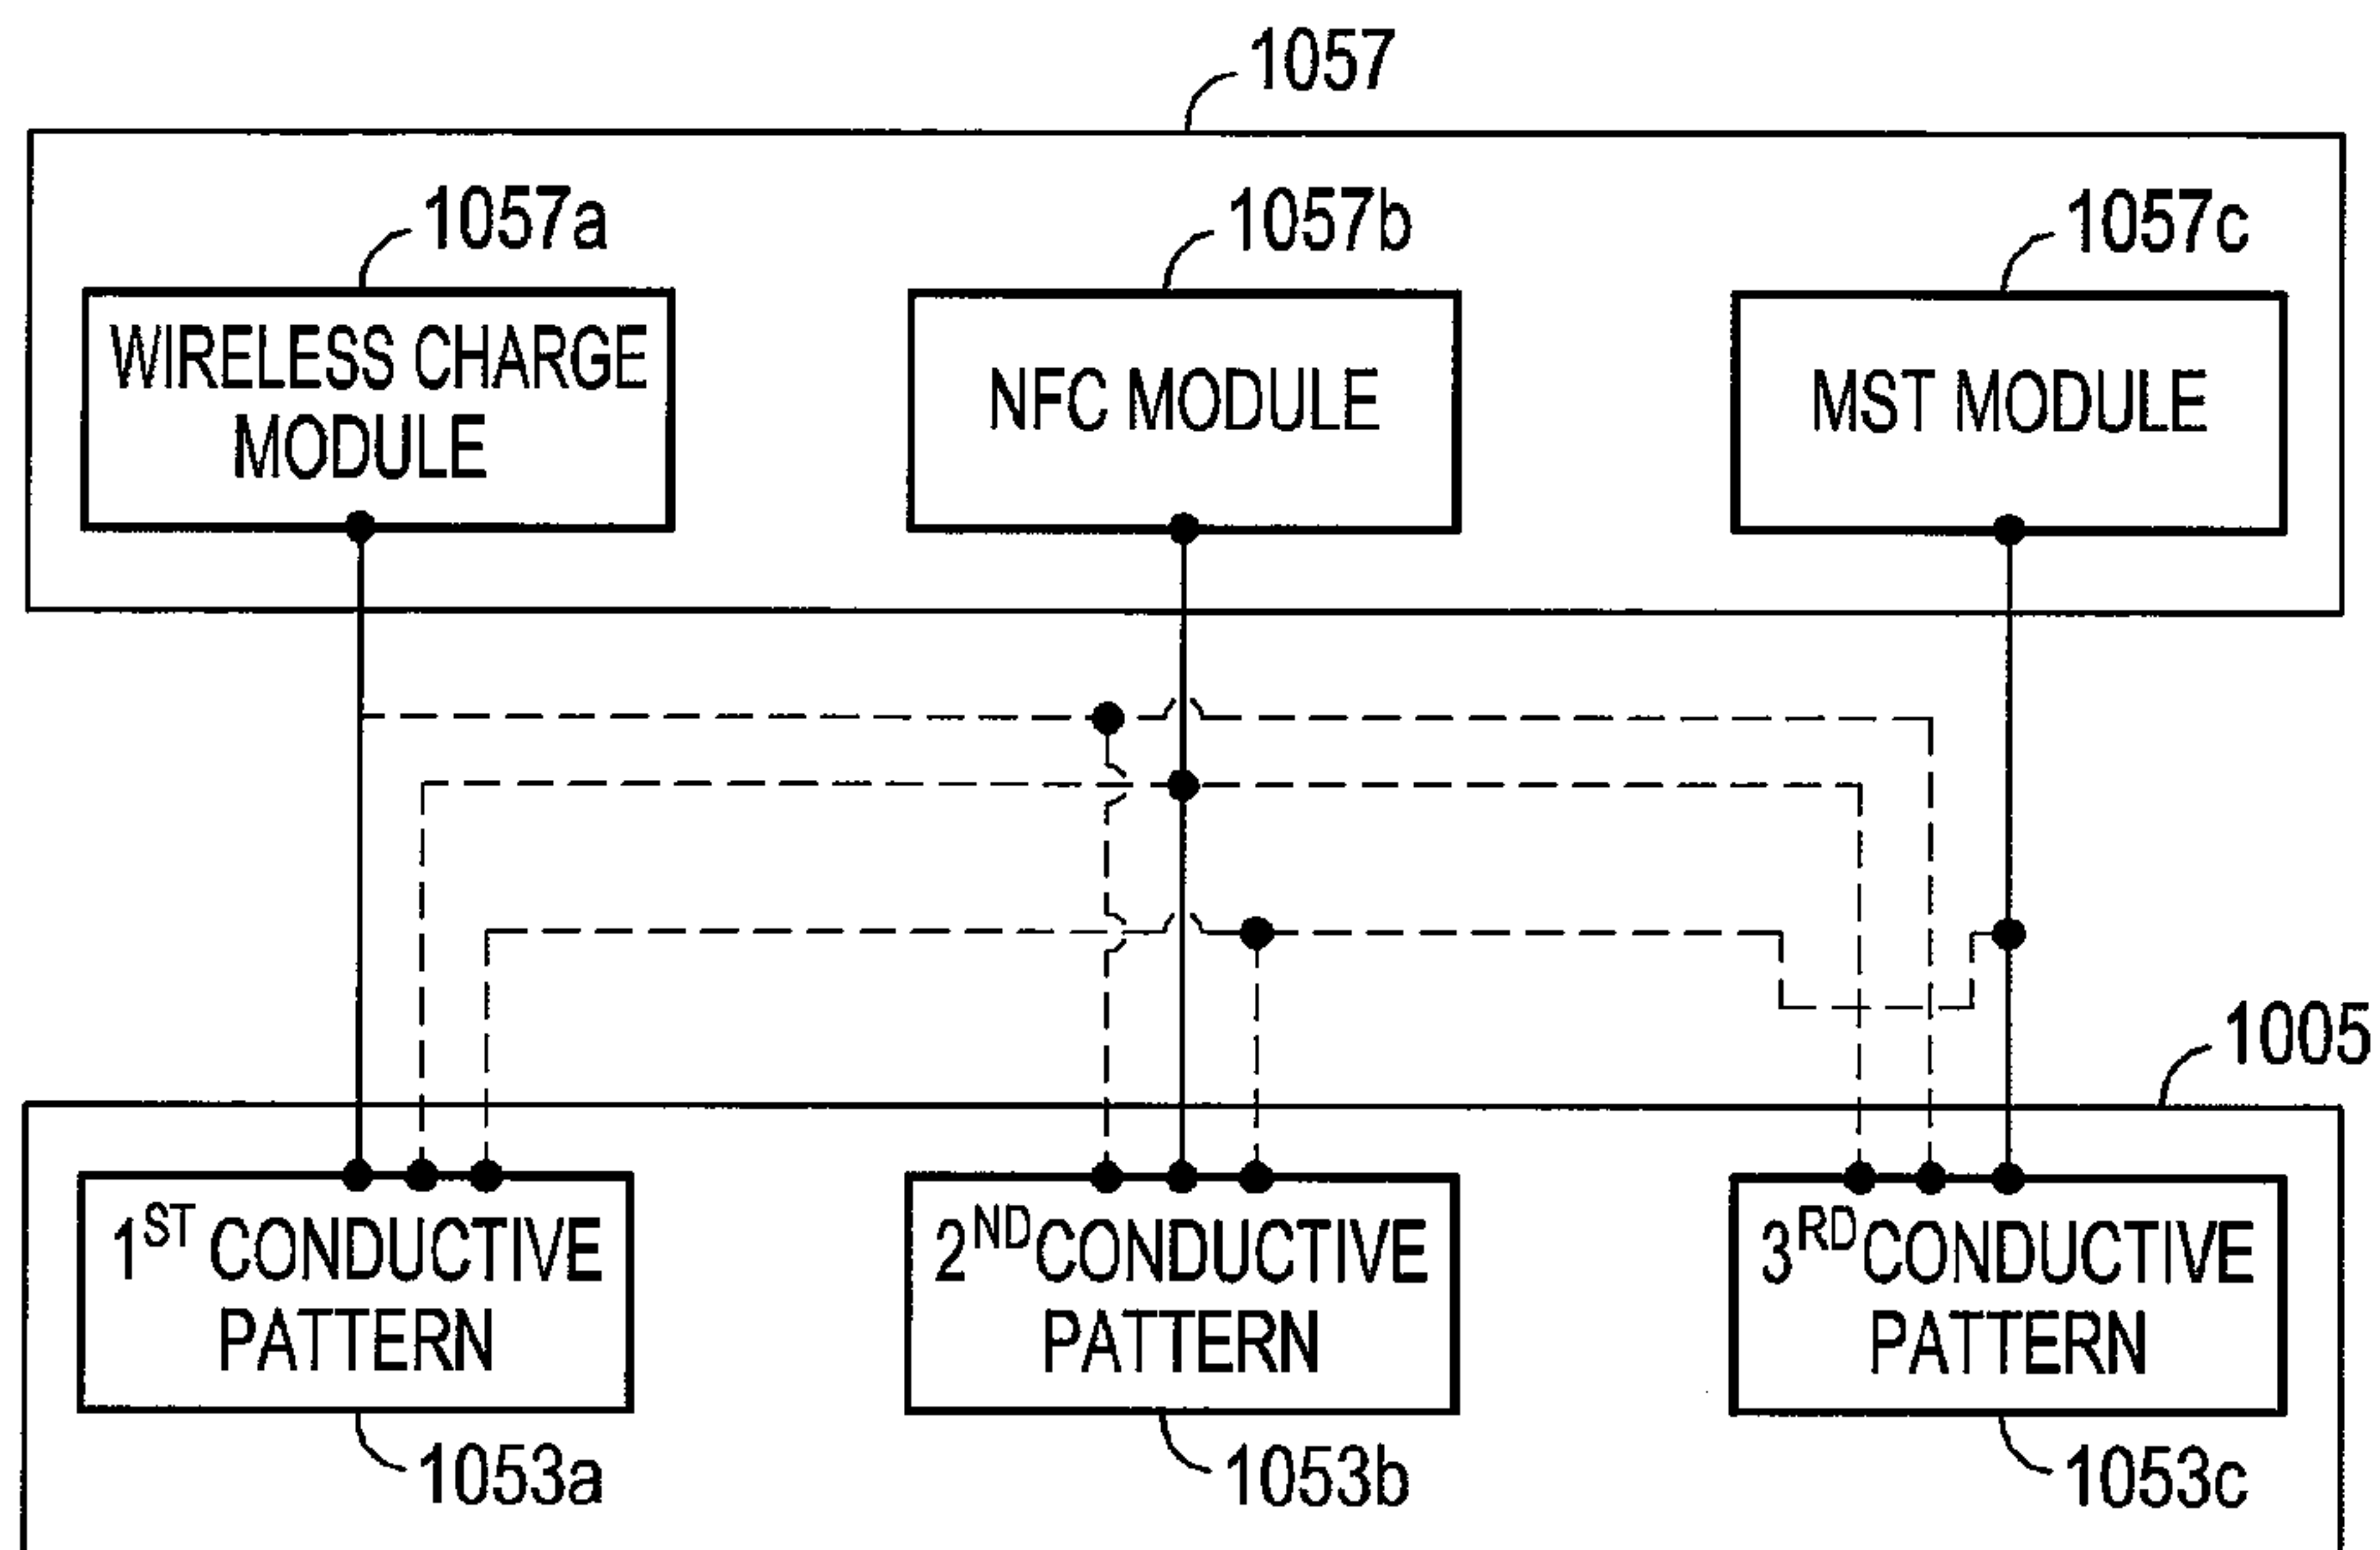 1057
1057a
1057b
1057c
WIRELESS CHARGE
MODULE
NFC MODULE
MST MODULE
1005
1ST CONDUCTIVE
PATTERN
2ND CONDUCTIVE
PATTERN
3RD CONDUCTIVE
PATTERN
1053a
1053b
1053c